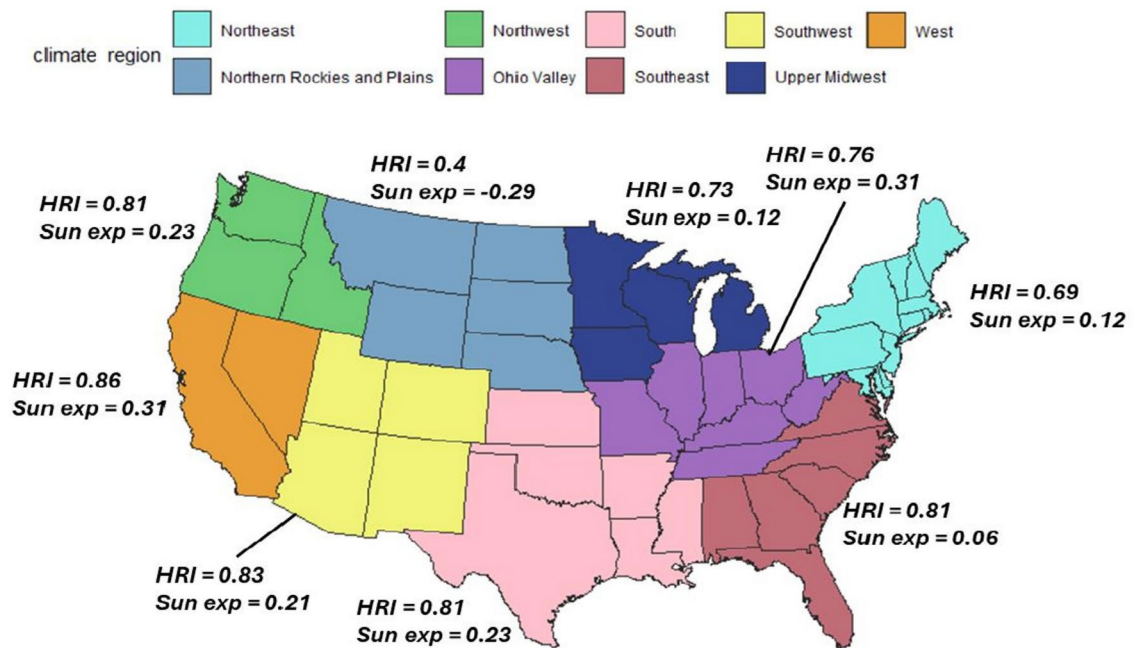 climate region
Northeast
Northwest
South
Southwest
West
Northern Rockies and Plains
Ohio Valley
Southeast
Upper Midwest
HRI = 0.76
Sun exp = 0.31
HRI = 0.4
Sun exp = -0.29
HRI = 0.73
Sun exp = 0.12
HRI = 0.81
Sun exp = 0.23
HRI = 0.69
Sun exp = 0.12
HRI = 0.86
Sun exp = 0.31
HRI = 0.81
Sun exp = 0.06
HRI = 0.83
Sun exp = 0.21
HRI = 0.81
Sun exp = 0.23